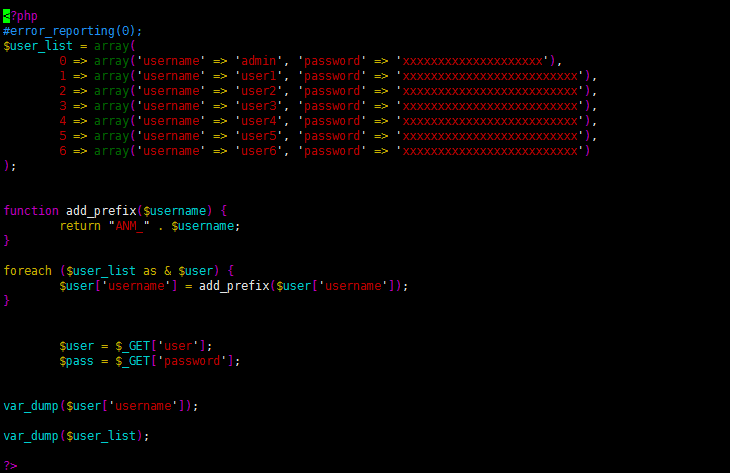 <?php
#error_reporting(0);
$user_list = array(
        0 => array('username' => 'admin', 'password' => 'xxxxxxxxxxxxxxxxxxxx'),
        1 => array('username' => 'user1', 'password' => 'xxxxxxxxxxxxxxxxxxxxxxxxx'),
        2 => array('username' => 'user2', 'password' => 'xxxxxxxxxxxxxxxxxxxxxxxxx'),
        3 => array('username' => 'user3', 'password' => 'xxxxxxxxxxxxxxxxxxxxxxxxx'),
        4 => array('username' => 'user4', 'password' => 'xxxxxxxxxxxxxxxxxxxxxxxxx'),
        5 => array('username' => 'user5', 'password' => 'xxxxxxxxxxxxxxxxxxxxxxxxx'),
        6 => array('username' => 'user6', 'password' => 'xxxxxxxxxxxxxxxxxxxxxxxxx')
);
function add_prefix($username) {
        return "ANM_" . $username;
}
foreach ($user_list as & $user) {
        $user['username'] = add_prefix($user['username']);
}
        $user = $_GET['user'];
        $pass = $_GET['password'];
var_dump($user['username']);
var_dump($user_list);
?>